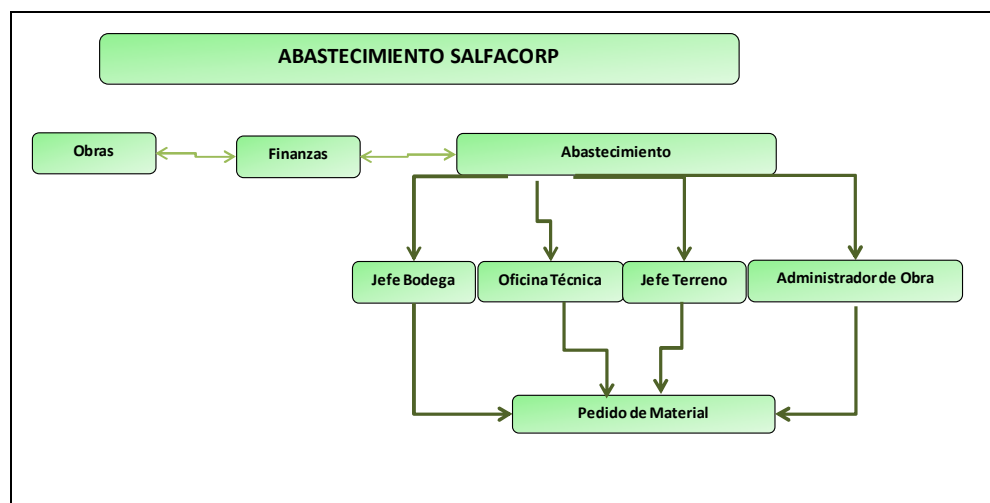 ABASTECIMIENTO SALFACORP
Obras
Finanzas
Abastecimiento
Jefe Bodega
Oficina Técnica
Jefe Terreno
Administrador de Obra
Pedido de Material